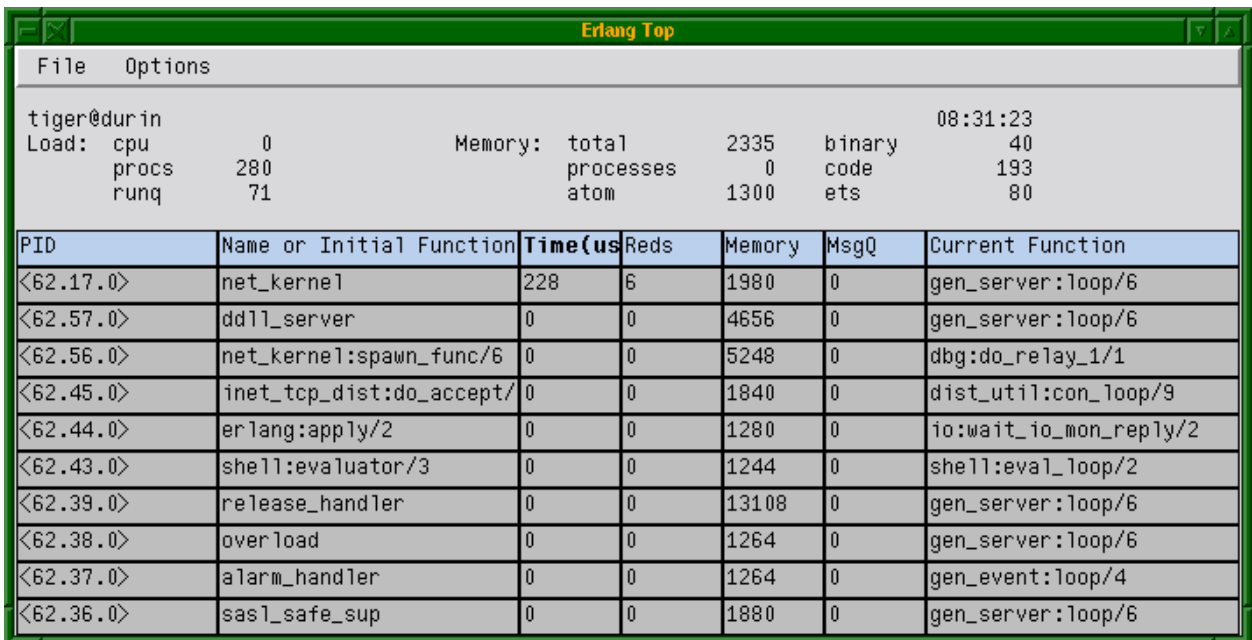 Erlang Top
File Options
tiger@durin 08:31:23
Load: cpu 0 Memory: total 2335 binary 40
procs 280 processes 0 code 193
runq 71 atom 1300 ets 80
PID Name or Initial Function Time(us Reds Memory MsgQ Current Function
<62.17.0> net_kernel 228 6 1980 0 gen_server:loop/6
<62.57.0> ddll_server 0 0 4656 0 gen_server:loop/6
<62.56.0> net_kernel:spawn_func/6 0 0 5248 0 dbg:do_relay_1/1
<62.45.0> inet_tcp_dist:do_accept/ 0 0 1840 0 dist_util:con_loop/9
<62.44.0> erlang:apply/2 0 0 1280 0 io:wait_io_mon_reply/2
<62.43.0> shell:evaluator/3 0 0 1244 0 shell:eval_loop/2
<62.39.0> release_handler 0 0 13108 0 gen_server:loop/6
<62.38.0> overload 0 0 1264 0 gen_server:loop/6
<62.37.0> alarm_handler 0 0 1264 0 gen_event:loop/4
<62.36.0> sasl_safe_sup 0 0 1880 0 gen_server:loop/6